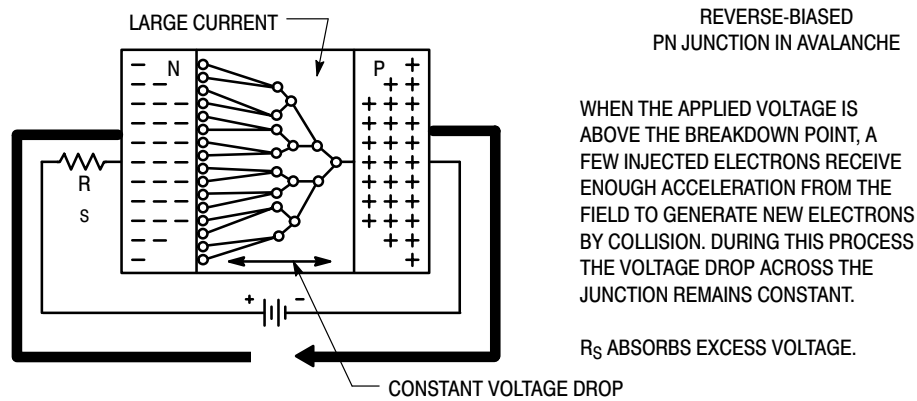 LARGE CURRENT
REVERSE-BIASED
PN JUNCTION IN AVALANCHE
N
P
R
S
+ −
WHEN THE APPLIED VOLTAGE IS
ABOVE THE BREAKDOWN POINT, A
FEW INJECTED ELECTRONS RECEIVE
ENOUGH ACCELERATION FROM THE
FIELD TO GENERATE NEW ELECTRONS
BY COLLISION. DURING THIS PROCESS
THE VOLTAGE DROP ACROSS THE
JUNCTION REMAINS CONSTANT.
RS ABSORBS EXCESS VOLTAGE.
CONSTANT VOLTAGE DROP